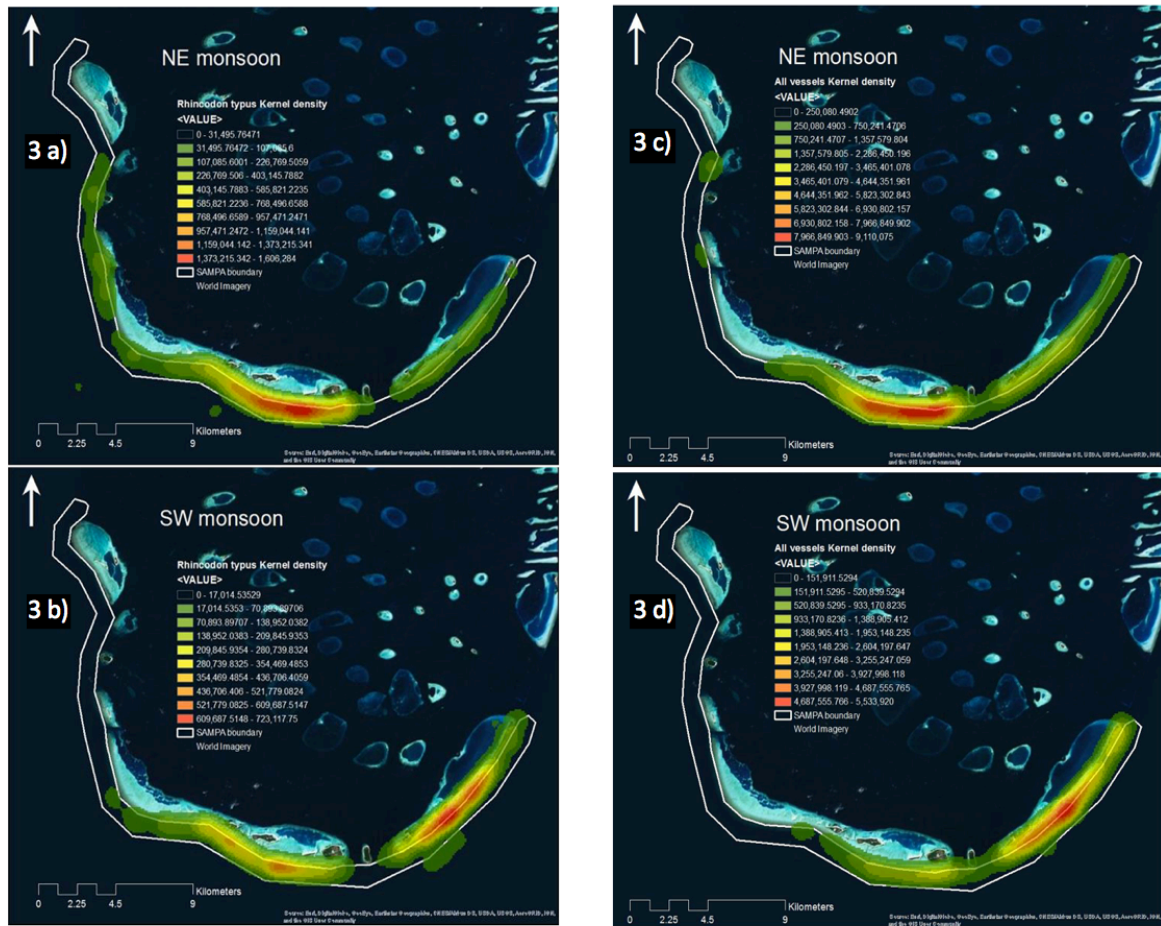 3 a)
NE monsoon
Rhincodon typus Kernel density
<VALUE>
0 - 31,495.76471
31,495.76472 - 107,085.6
107,085.6001 - 226,769.5059
226,769.506 - 403,145.7882
403,145.7883 - 585,821.2235
585,821.2236 - 768,496.6588
768,496.6589 - 957,471.2471
957,471.2472 - 1,159,044.141
1,159,044.142 - 1,373,215.341
1,373,215.342 - 1,606,284
SAMPA boundary
World Imagery
Kilometers
0 2.25 4.5 9
3 c)
NE monsoon
All vessels Kernel density
<VALUE>
0 - 250,080.4902
250,080.4903 - 750,241.4706
750,241.4707 - 1,357,579.804
1,357,579.805 - 2,286,450.196
2,286,450.197 - 3,465,401.078
3,465,401.079 - 4,644,351.961
4,644,351.962 - 5,823,302.843
5,823,302.844 - 6,930,802.157
6,930,802.158 - 7,966,849.902
7,966,849.903 - 9,110,075
SAMPA boundary
World Imagery
Kilometers
0 2.25 4.5 9
3 b)
SW monsoon
Rhincodon typus Kernel density
<VALUE>
0 - 17,014.53529
17,014.5353 - 70,893.89706
70,893.89707 - 138,952.0382
138,952.0383 - 209,845.9353
209,845.9354 - 280,739.8324
280,739.8325 - 354,469.4853
354,469.4854 - 436,706.4059
436,706.406 - 521,779.0824
521,779.0825 - 609,687.5147
609,687.5148 - 723,117.75
SAMPA boundary
World Imagery
Kilometers
0 2.25 4.5 9
3 d)
SW monsoon
All vessels Kernel density
<VALUE>
0 - 151,911.5294
151,911.5295 - 520,839.5294
520,839.5295 - 933,170.8235
933,170.8236 - 1,388,905.412
1,388,905.413 - 1,953,148.235
1,953,148.236 - 2,604,197.647
2,604,197.648 - 3,255,247.059
3,255,247.06 - 3,927,998.118
3,927,998.119 - 4,687,555.765
4,687,555.766 - 5,533,920
SAMPA boundary
World Imagery
Kilometers
0 2.25 4.5 9